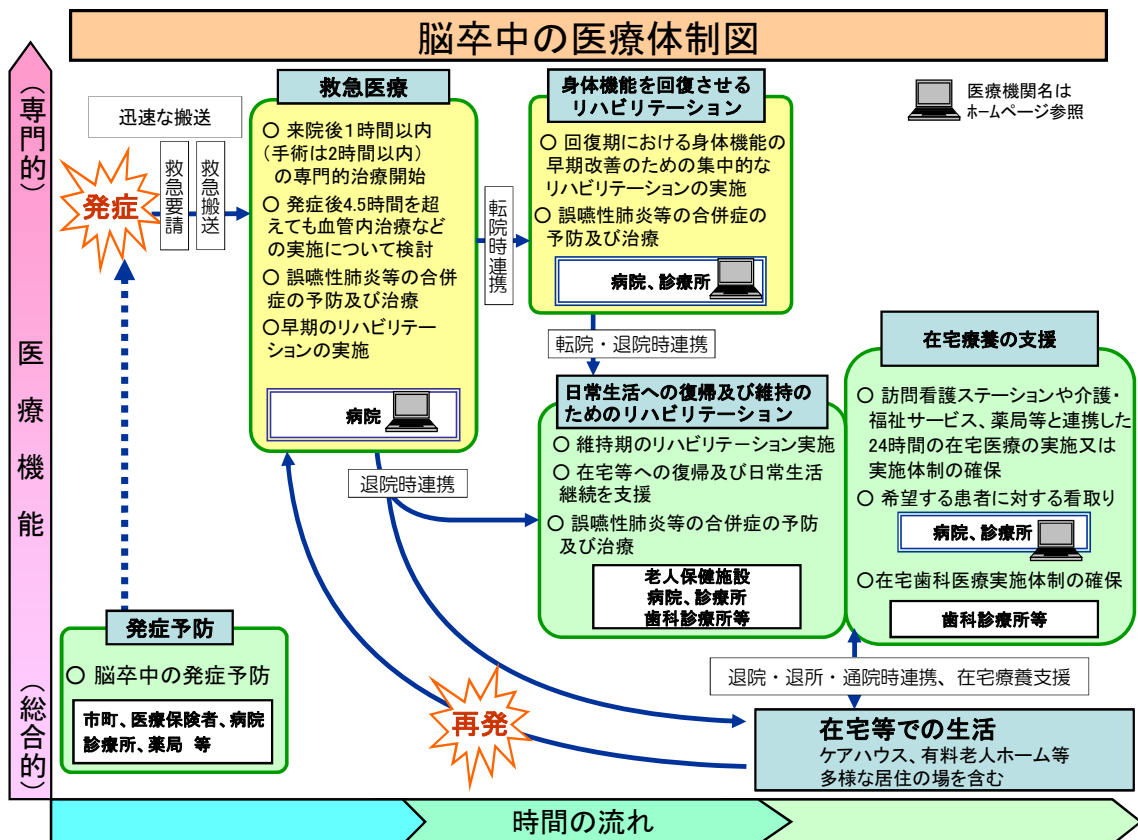 脳卒中の医療体制図
(専門的)
医療機能
(総合的)
医療機関名は
ホームページ参照
迅速な搬送
発症
救急要請
救急搬送
救急医療
○ 来院後1時間以内
(手術は2時間以内)
の専門的治療開始
○ 発症後4.5時間を超
えても血管内治療など
の実施について検討
○ 誤嚥性肺炎等の合併
症の予防及び治療
○早期のリハビリテー
ションの実施
病院
転院時連携
身体機能を回復させる
リハビリテーション
○ 回復期における身体機能の
早期改善のための集中的な
リハビリテーションの実施
○ 誤嚥性肺炎等の合併症の
予防及び治療
病院、診療所
転院・退院時連携
退院時連携
日常生活への復帰及び維持の
ためのリハビリテーション
○ 維持期のリハビリテーション実施
○ 在宅等への復帰及び日常生活
継続を支援
○ 誤嚥性肺炎等の合併症の予防
及び治療
老人保健施設
病院、診療所
歯科診療所等
在宅療養の支援
○ 訪問看護ステーションや介護・
福祉サービス、薬局等と連携した
24時間の在宅医療の実施又は
実施体制の確保
○ 希望する患者に対する看取り
病院、診療所
○在宅歯科医療実施体制の確保
歯科診療所等
発症予防
○ 脳卒中の発症予防
市町、医療保険者、病院
診療所、薬局 等
退院・退所・通院時連携、在宅療養支援
再発
在宅等での生活
ケアハウス、有料老人ホーム等
多様な居住の場を含む
時間の流れ